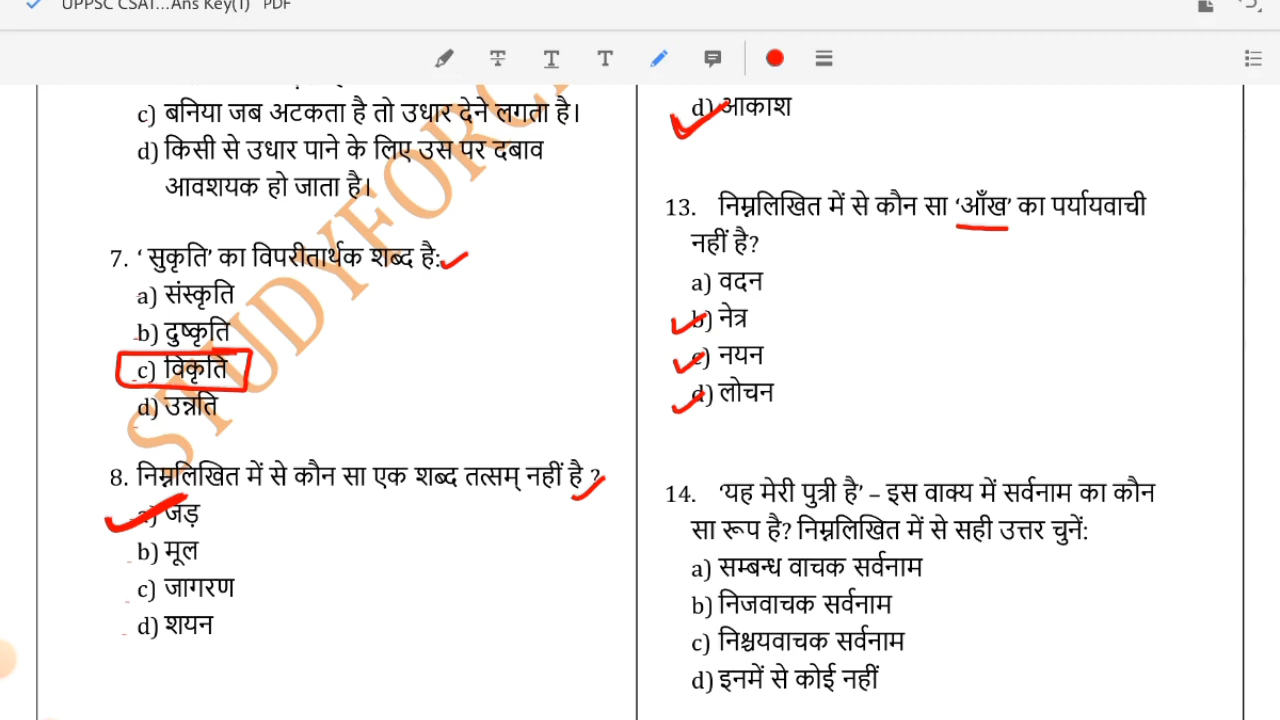 UPPSC CSAT...Ans Key(1) PDF
c) बनिया जब अटकता है तो उधार देने लगता है।
d) किसी से उधार पाने के लिए उस पर दबाव
आवशयक हो जाता है।
7. ‘ सुकृति’ का विपरीतार्थक शब्द है:
a) संस्कृति
b) दुष्कृति
c) विकृति
d) उन्नति
8. निम्नलिखित में से कौन सा एक शब्द तत्सम् नहीं है ?
a) जड़
b) मूल
c) जागरण
d) शयन
d) आकाश
13. निम्नलिखित में से कौन सा ‘आँख’ का पर्यायवाची
नहीं है?
a) वदन
b) नेत्र
c) नयन
d) लोचन
14. ‘यह मेरी पुत्री है’ – इस वाक्य में सर्वनाम का कौन
सा रूप है? निम्नलिखित में से सही उत्तर चुनें:
a) सम्बन्ध वाचक सर्वनाम
b) निजवाचक सर्वनाम
c) निश्चयवाचक सर्वनाम
d) इनमें से कोई नहीं
STUDYFORC